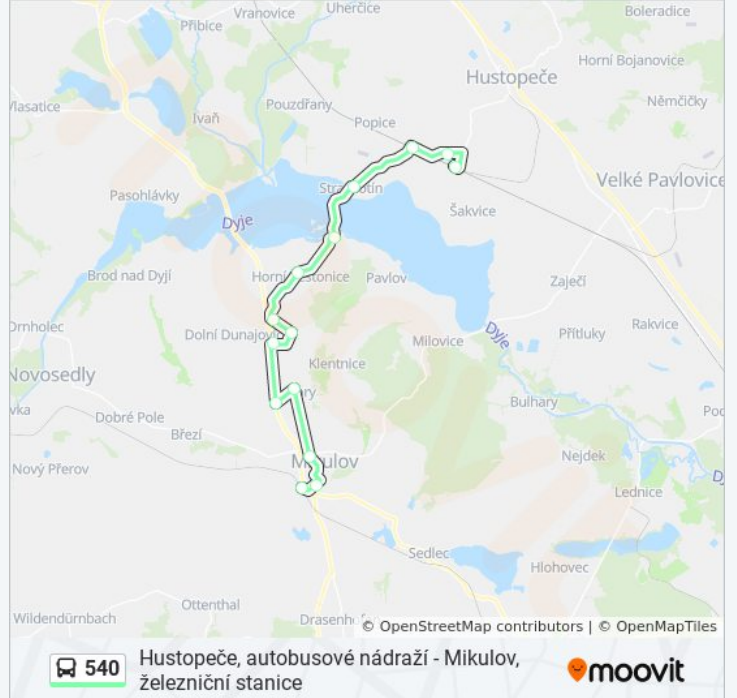 Vranovice
Uherčice
Boleradice
Přibice
Hustopeče
Horní Bojanovice
Vlasatice
Pouzdřany
Němčičky
Ivaň
Popice
Strachotín
Velké Pavlovice
Pasohlávky
Šakvice
Dyje
Brod nad Dyjí
Horní Věstonice
Pavlov
Zaječí
Drnholec
Dyje
Rakvice
Dolní Dunajovice
Milovice
Přítluky
Klentnice
Novosedly
Bulhary
Dobré Pole
Březí
Mikulov
Nejdek
Nový Přerov
Lednice
Sedlec
Hlohovec
Ottenthal
Wildendürnbach
© OpenStreetMap contributors | © OpenMapTiles
540
Hustopeče, autobusové nádraží - Mikulov,
železniční stanice
moovit